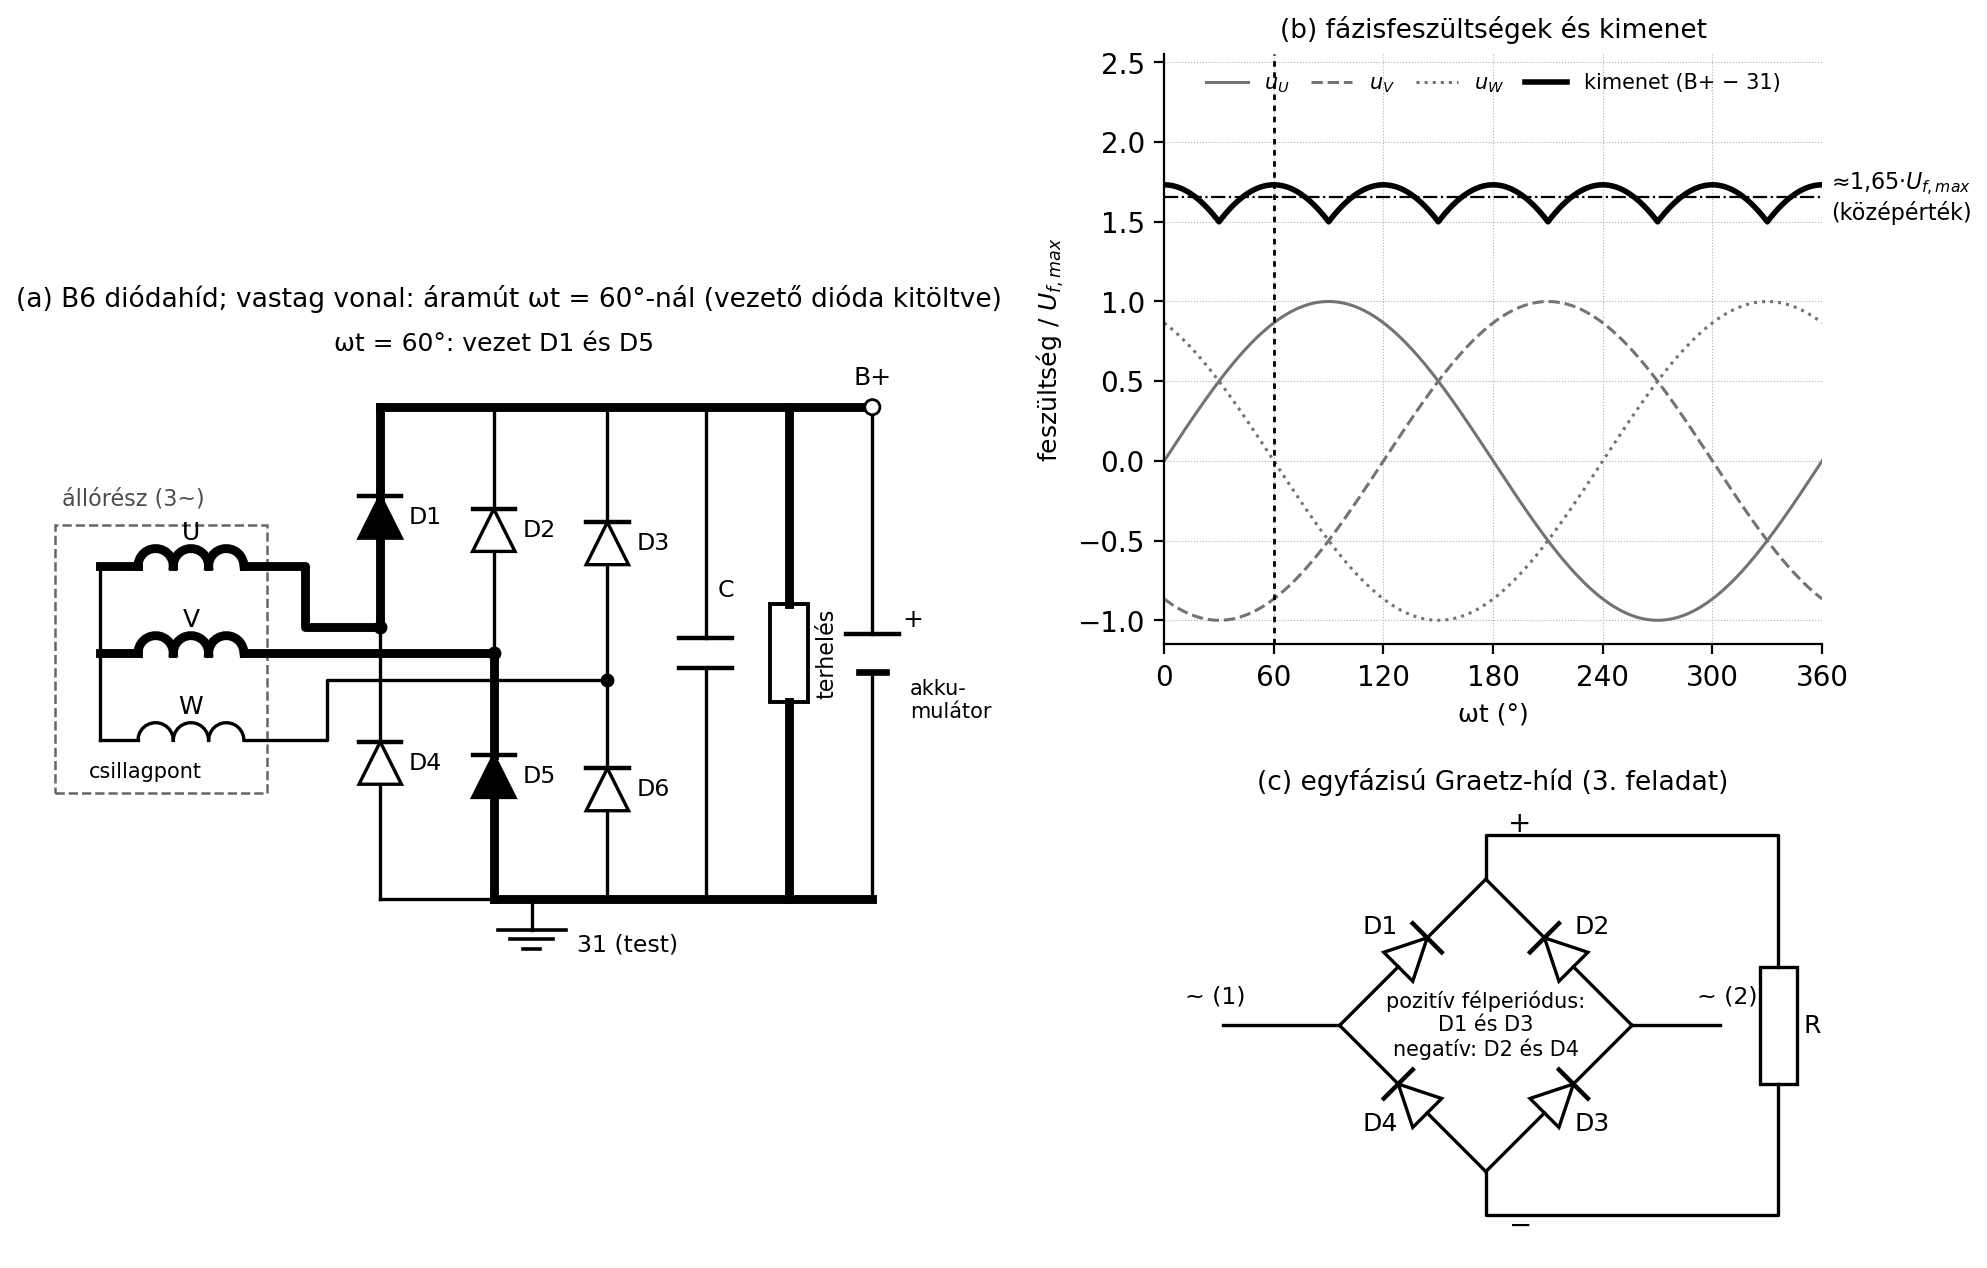 (a) B6 diódahíd; vastag vonal: áramút ωt = 60°-nál (vezető dióda kitöltve)
ωt = 60°: vezet D1 és D5
B+
állórész (3~)
U
V
W
csillagpont
D1
D2
D3
D4
D5
D6
C
terhelés
+
akku-
mulátor
31 (test)
(b) fázisfeszültségek és kimenet
u_U u_V u_W kimenet (B+ − 31)
feszültség / U_f,max
2.5
2.0
1.5
1.0
0.5
0.0
−0.5
−1.0
0 60 120 180 240 300 360
ωt (°)
≈1,65·U_f,max
(középérték)
(c) egyfázisú Graetz-híd (3. feladat)
+
D1
D2
~ (1)
~ (2)
pozitív félperiódus:
D1 és D3
negatív: D2 és D4
R
D4
D3
−